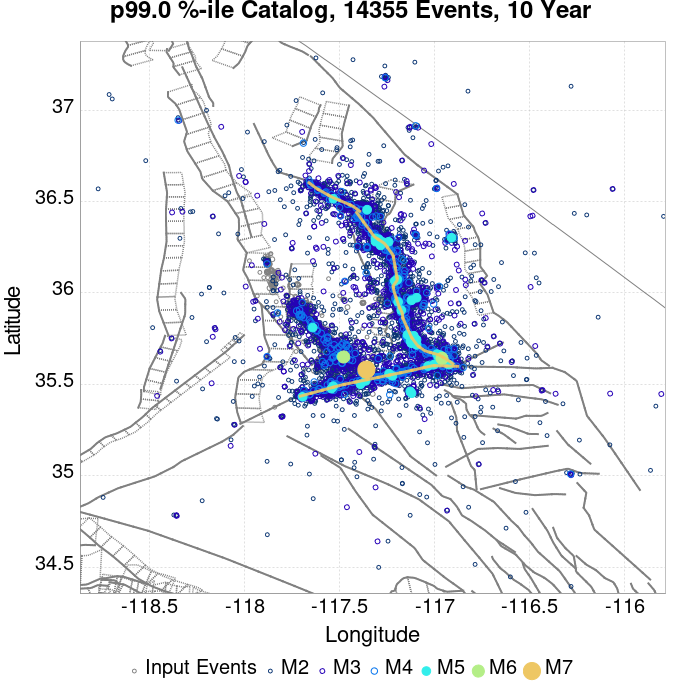 p99.0 %-ile Catalog, 14355 Events, 10 Year
37
36.5
36
35.5
35
34.5
Latitude
-118.5 -118 -117.5 -117 -116.5 -116
Longitude
Input Events M2 M3 M4 M5 M6 M7